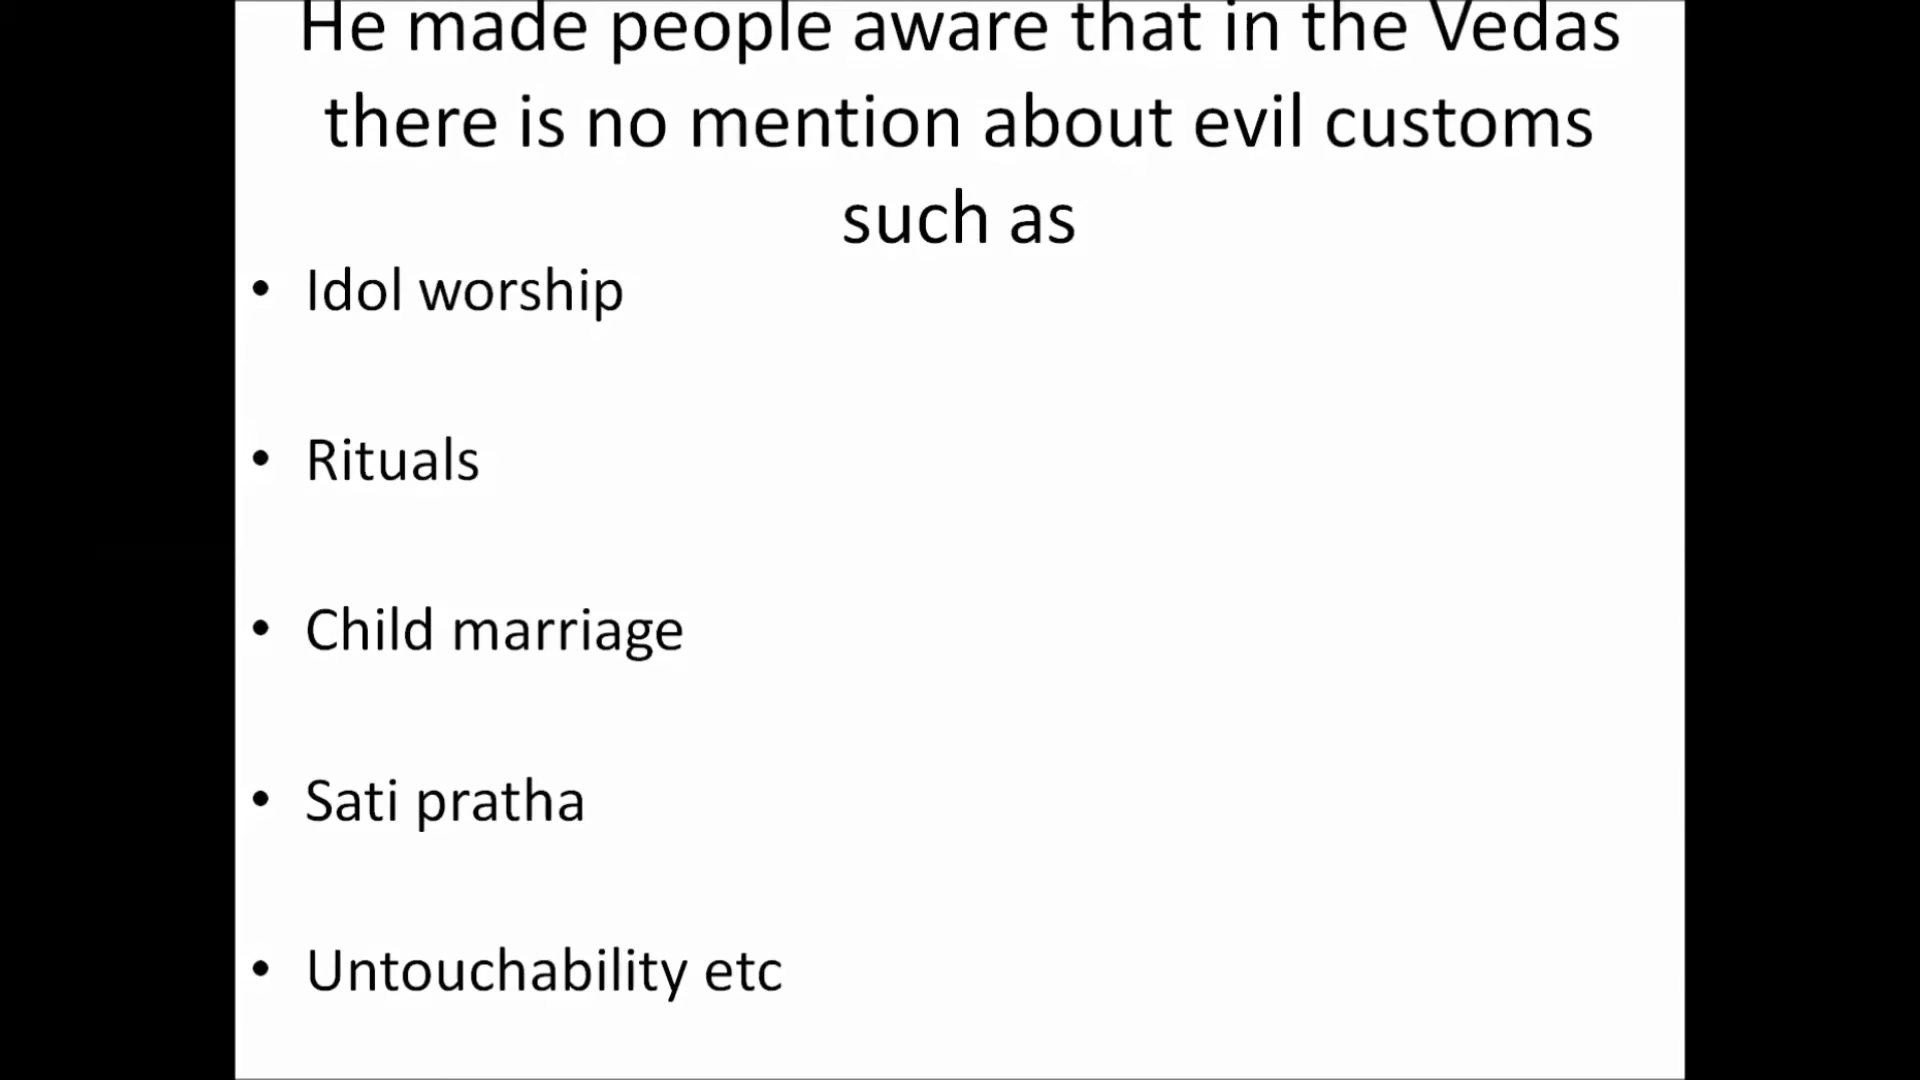 He made people aware that in the Vedas
there is no mention about evil customs
such as
• Idol worship
• Rituals
• Child marriage
• Sati pratha
• Untouchability etc